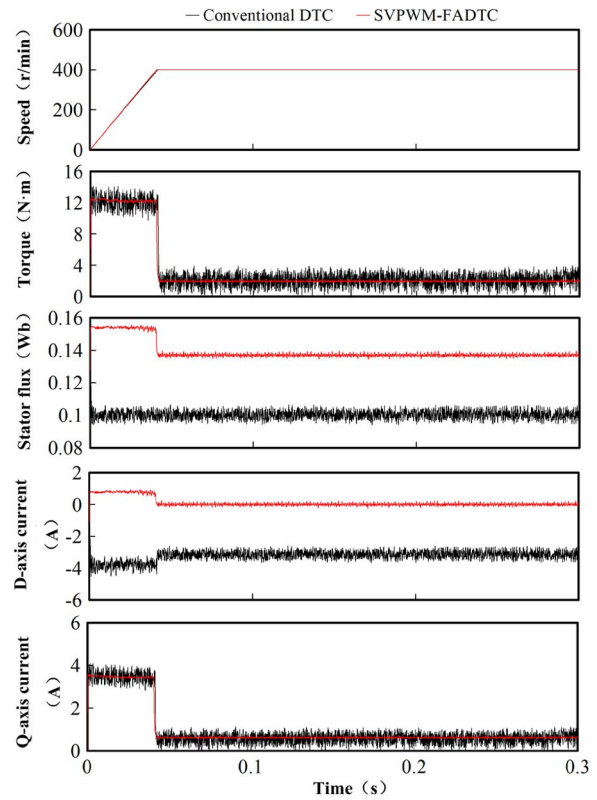 Conventional DTC SVPWM-FADTC
Speed（r/min）
600
400
200
0
Torque（N·m）
16
12
8
4
0
Stator flux（Wb）
0.16
0.14
0.12
0.1
0.08
D-axis current
（A）
2
0
-2
-4
-6
Q-axis current
（A）
6
4
2
0
0 0.1 0.2 0.3
Time（s）